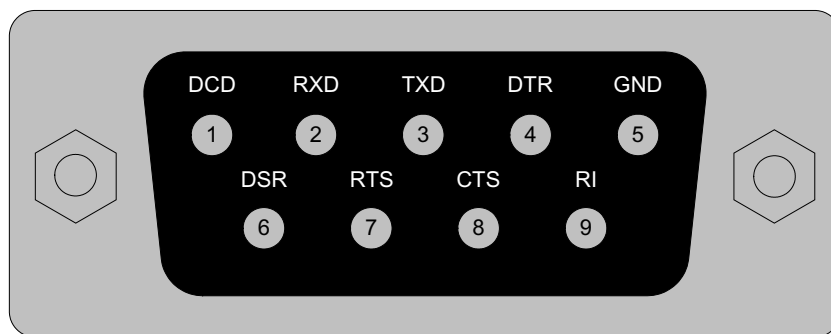 DCD RXD TXD DTR GND
1 2 3 4 5
DSR RTS CTS RI
6 7 8 9